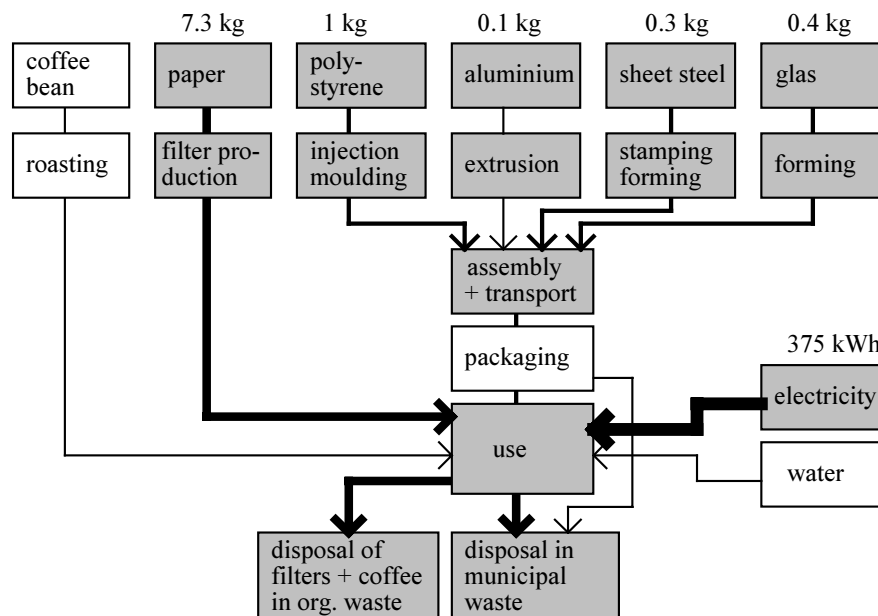 7.3 kg 1 kg 0.1 kg 0.3 kg 0.4 kg
coffee
bean
paper
poly-
styrene
aluminium
sheet steel
glas
roasting
filter pro-
duction
injection
moulding
extrusion
stamping
forming
forming
assembly
+ transport
packaging
375 kWh
electricity
use
water
disposal of
filters + coffee
in org. waste
disposal in
municipal
waste